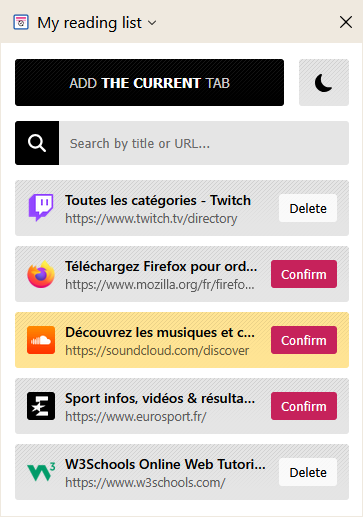 My reading list
ADD THE CURRENT TAB
Search by title or URL...
Toutes les catégories - Twitch
https://www.twitch.tv/directory
Delete
Téléchargez Firefox pour ord...
https://www.mozilla.org/fr/firefo...
Confirm
Découvrez les musiques et c...
https://soundcloud.com/discover
Confirm
Sport infos, vidéos & résulta...
https://www.eurosport.fr/
Confirm
W3Schools Online Web Tutori...
https://www.w3schools.com/
Delete